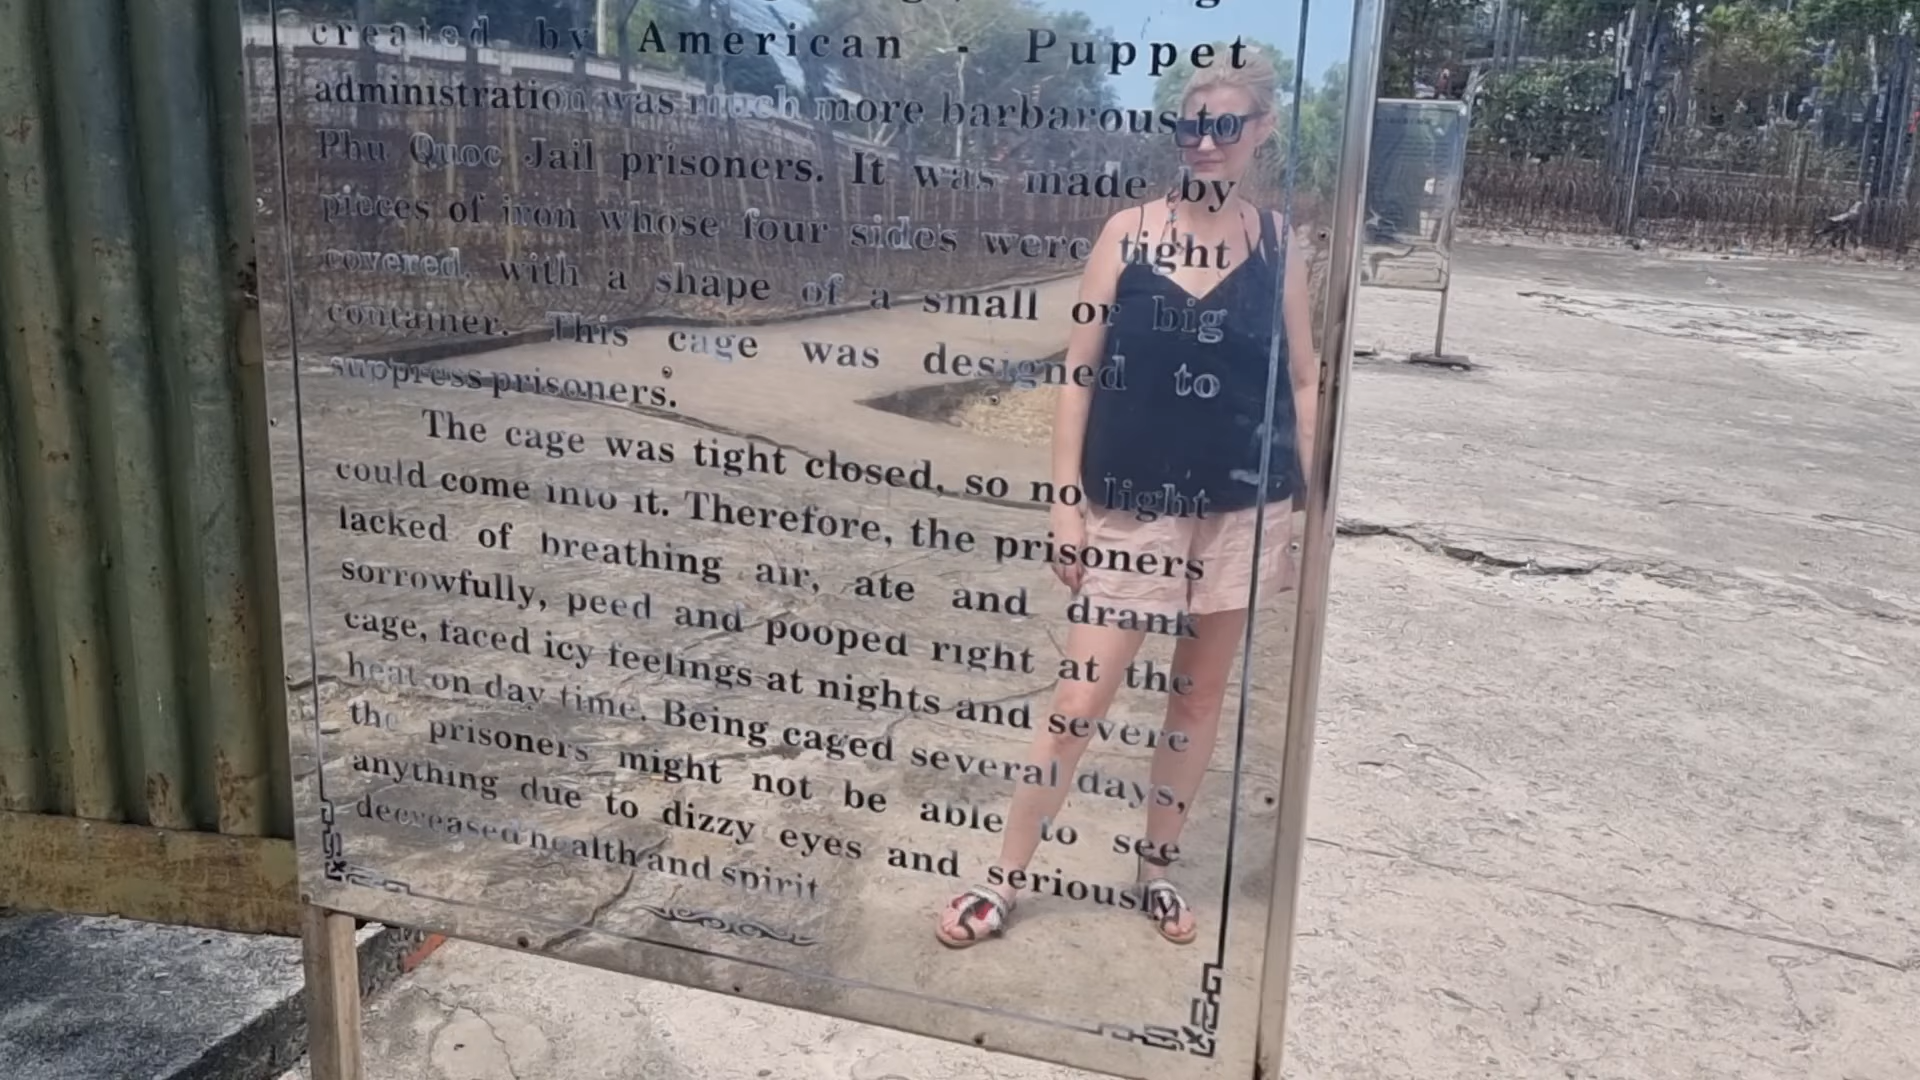 created by American - Puppet
administration was much more barbarous to
Phu Quoc Jail prisoners. It was made by
pieces of iron whose four sides were tight
covered, with a shape of a small or big
container. This cage was designed to
suppress prisoners.
The cage was tight closed, so no light
could come into it. Therefore, the prisoners
lacked of breathing air, ate and drank
sorrowfully, peed and pooped right at the
cage, faced icy feelings at nights and severe
heat on day time. Being caged several days,
the prisoners might not be able to see
anything due to dizzy eyes and seriously
decreased health and spirit